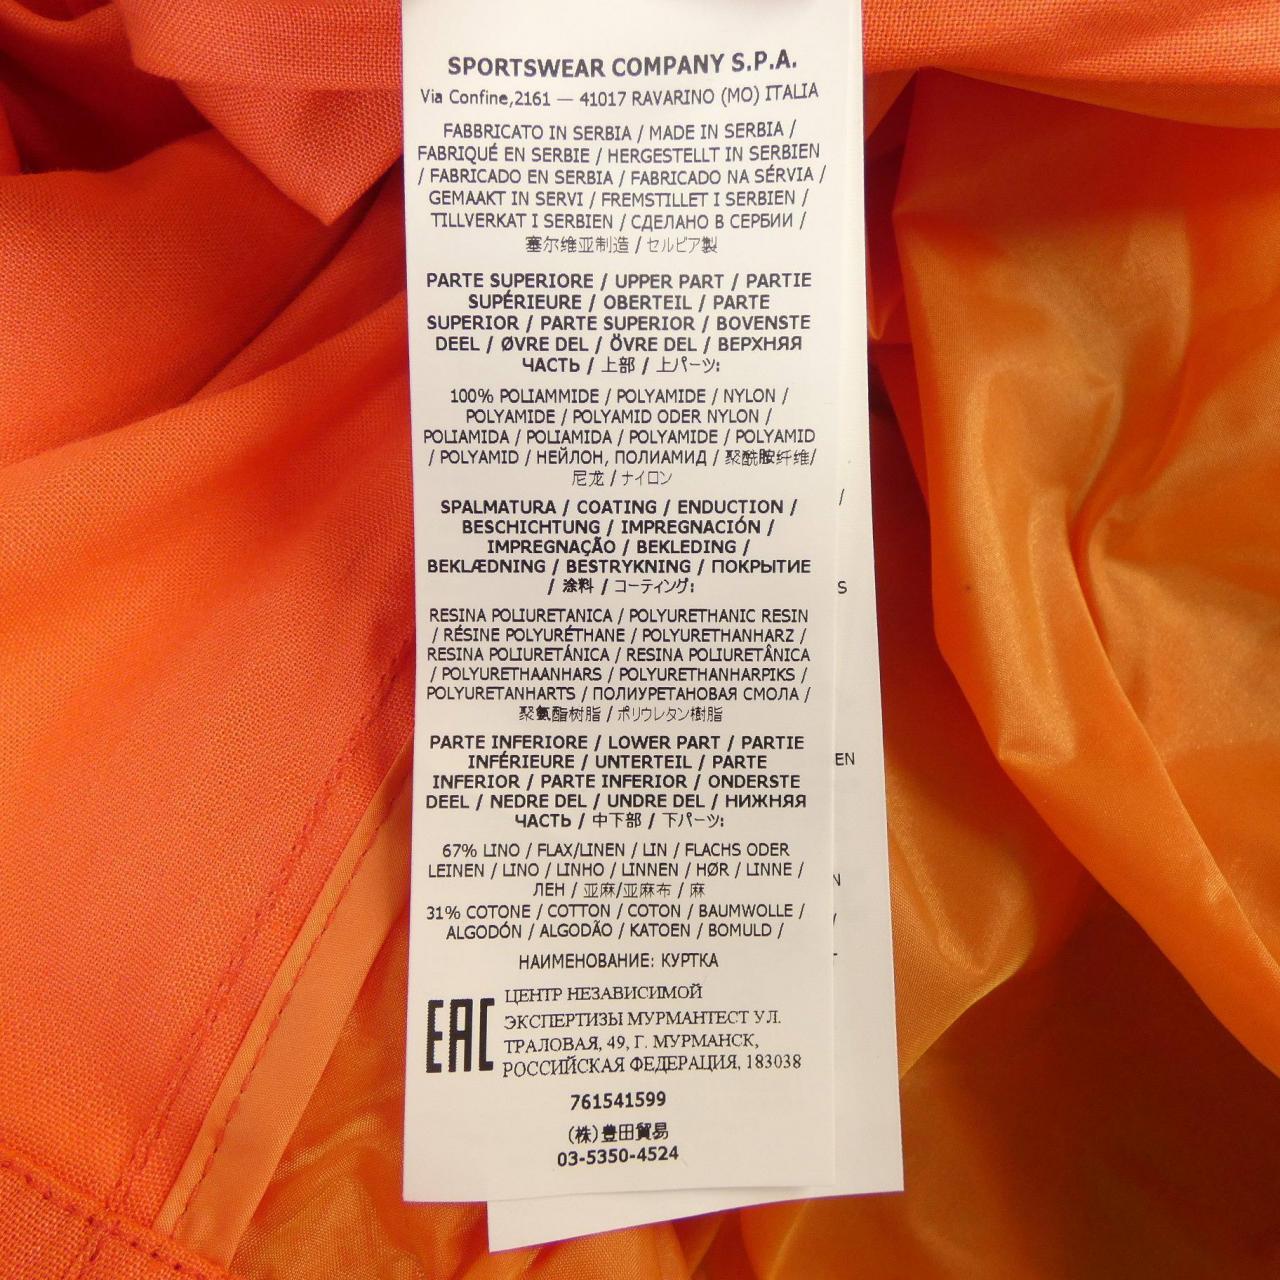 SPORTSWEAR COMPANY S.P.A.
Via Confine,2161 — 41017 RAVARINO (MO) ITALIA
FABBRICATO IN SERBIA / MADE IN SERBIA /
FABRIQUÉ EN SERBIE / HERGESTELLT IN SERBIEN
/ FABRICADO EN SERBIA / FABRICADO NA SÉRVIA /
GEMAAKT IN SERVI / FREMSTILLET I SERBIEN /
TILLVERKAT I SERBIEN / СДЕЛАНО В СЕРБИИ /
塞尔维亚制造 / セルビア製
PARTE SUPERIORE / UPPER PART / PARTIE
SUPÉRIEURE / OBERTEIL / PARTE
SUPERIOR / PARTE SUPERIOR / BOVENSTE
DEEL / ØVRE DEL / ÖVRE DEL / ВЕРХНЯЯ
ЧАСТЬ / 上部 / 上パーツ:
100% POLIAMMIDE / POLYAMIDE / NYLON /
POLYAMIDE / POLYAMID ODER NYLON /
POLIAMIDA / POLIAMIDA / POLYAMIDE / POLYAMID
/ POLYAMID / НЕЙЛОН, ПОЛИАМИД / 聚酰胺纤维/
尼龙 / ナイロン
SPALMATURA / COATING / ENDUCTION /
BESCHICHTUNG / IMPREGNACIÓN /
IMPREGNAÇÃO / BEKLEDING /
BEKLÆDNING / BESTRYKNING / ПОКРЫТИЕ
/ 涂料 / コーティング:
RESINA POLIURETANICA / POLYURETHANIC RESIN
/ RÉSINE POLYURÉTHANE / POLYURETHANHARZ /
RESINA POLIURETÁNICA / RESINA POLIURETÂNICA
/ POLYURETHAANHARS / POLYURETHANHARPIKS /
POLYURETANHARTS / ПОЛИУРЕТАНОВАЯ СМОЛА /
聚氨酯树脂 / ポリウレタン樹脂
PARTE INFERIORE / LOWER PART / PARTIE
INFÉRIEURE / UNTERTEIL / PARTE
INFERIOR / PARTE INFERIOR / ONDERSTE
DEEL / NEDRE DEL / UNDRE DEL / НИЖНЯЯ
ЧАСТЬ / 中下部 / 下パーツ:
67% LINO / FLAX/LINEN / LIN / FLACHS ODER
LEINEN / LINO / LINHO / LINNEN / HØR / LINNE /
ЛЕН / 亚麻/亚麻布 / 麻
31% COTONE / COTTON / COTON / BAUMWOLLE /
ALGODÓN / ALGODÃO / KATOEN / BOMULD /
НАИМЕНОВАНИЕ: КУРТКА
EAC
ЦЕНТР НЕЗАВИСИМОЙ
ЭКСПЕРТИЗЫ МУРМАНТЕСТ УЛ.
ТРАЛОВАЯ, 49, Г. МУРМАНСК,
РОССИЙСКАЯ ФЕДЕРАЦИЯ, 183038
761541599
(株)豊田貿易
03-5350-4524